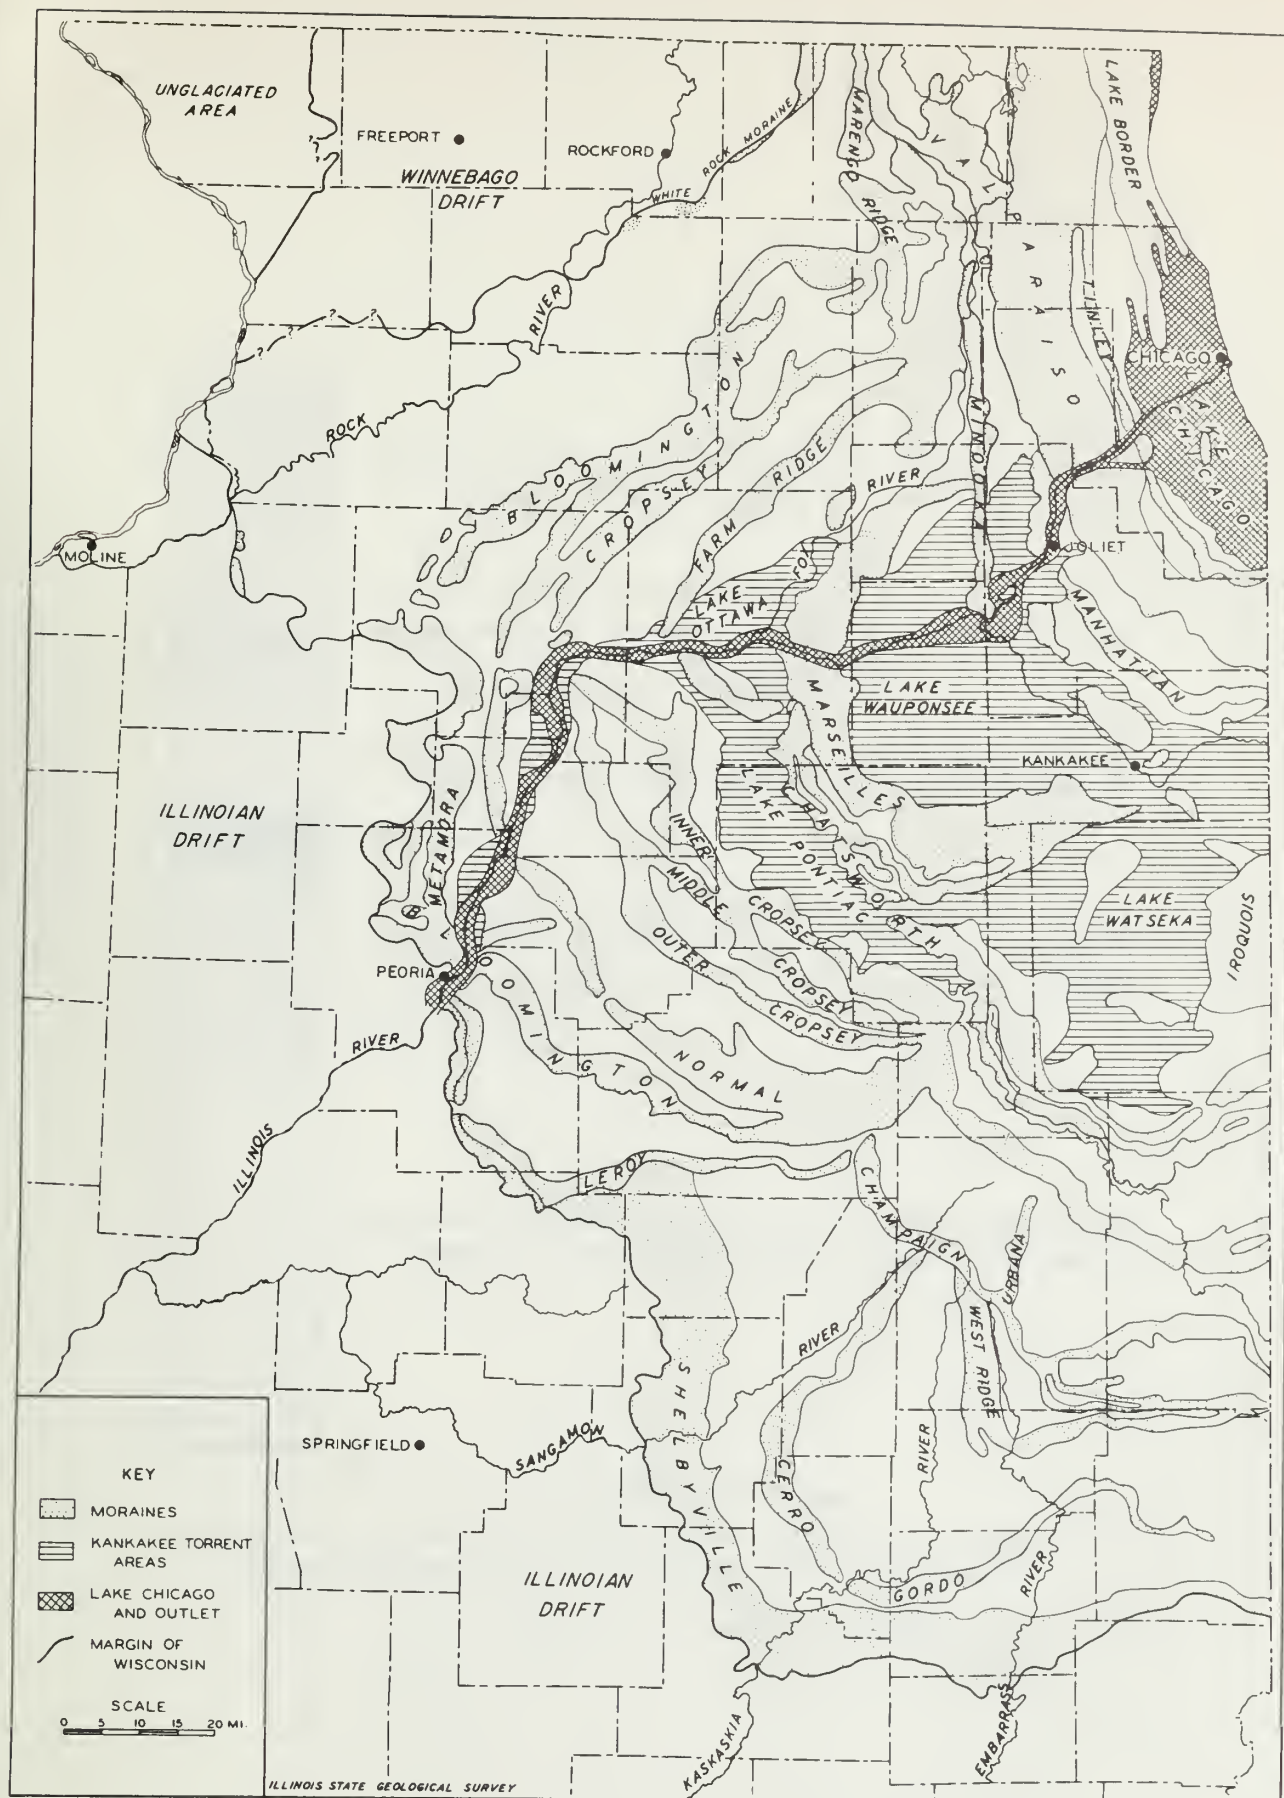 UNGLACIATED
AREA
FREEPORT
ROCKFORD
WINNEBAGO
DRIFT
WHITE ROCK MORAINE
MARENGO RIDGE
VALPARAISO
LAKE BORDER
TINLEY
CHICAGO
LAKE
CHICAGO
ROCK RIVER
BLOOMINGTON
CROPSEY
FARM RIDGE
MINOOKA
FOX RIVER
MOLINE
JOLIET
LAKE
OTTAWA
MANHATTAN
LAKE
WAUPONSEE
MARSEILLES
KANKAKEE
ILLINOIAN
DRIFT
METAMORA
LAKE PONTIAC
CHATSWORTH
INNER CROPSEY
MIDDLE CROPSEY
OUTER CROPSEY
LAKE
WATSEKA
IROQUOIS
PEORIA
BLOOMINGTON
NORMAL
ILLINOIS RIVER
LEROY
CHAMPAIGN
URBANA
WEST RIDGE
SHELBYVILLE
RIVER
SPRINGFIELD
SANGAMON
CERRO GORDO
RIVER
ILLINOIAN
DRIFT
EMBARRASS RIVER
KASKASKIA
KEY
MORAINES
KANKAKEE TORRENT
AREAS
LAKE CHICAGO
AND OUTLET
MARGIN OF
WISCONSIN
SCALE
0 5 10 15 20 MI.
ILLINOIS STATE GEOLOGICAL SURVEY